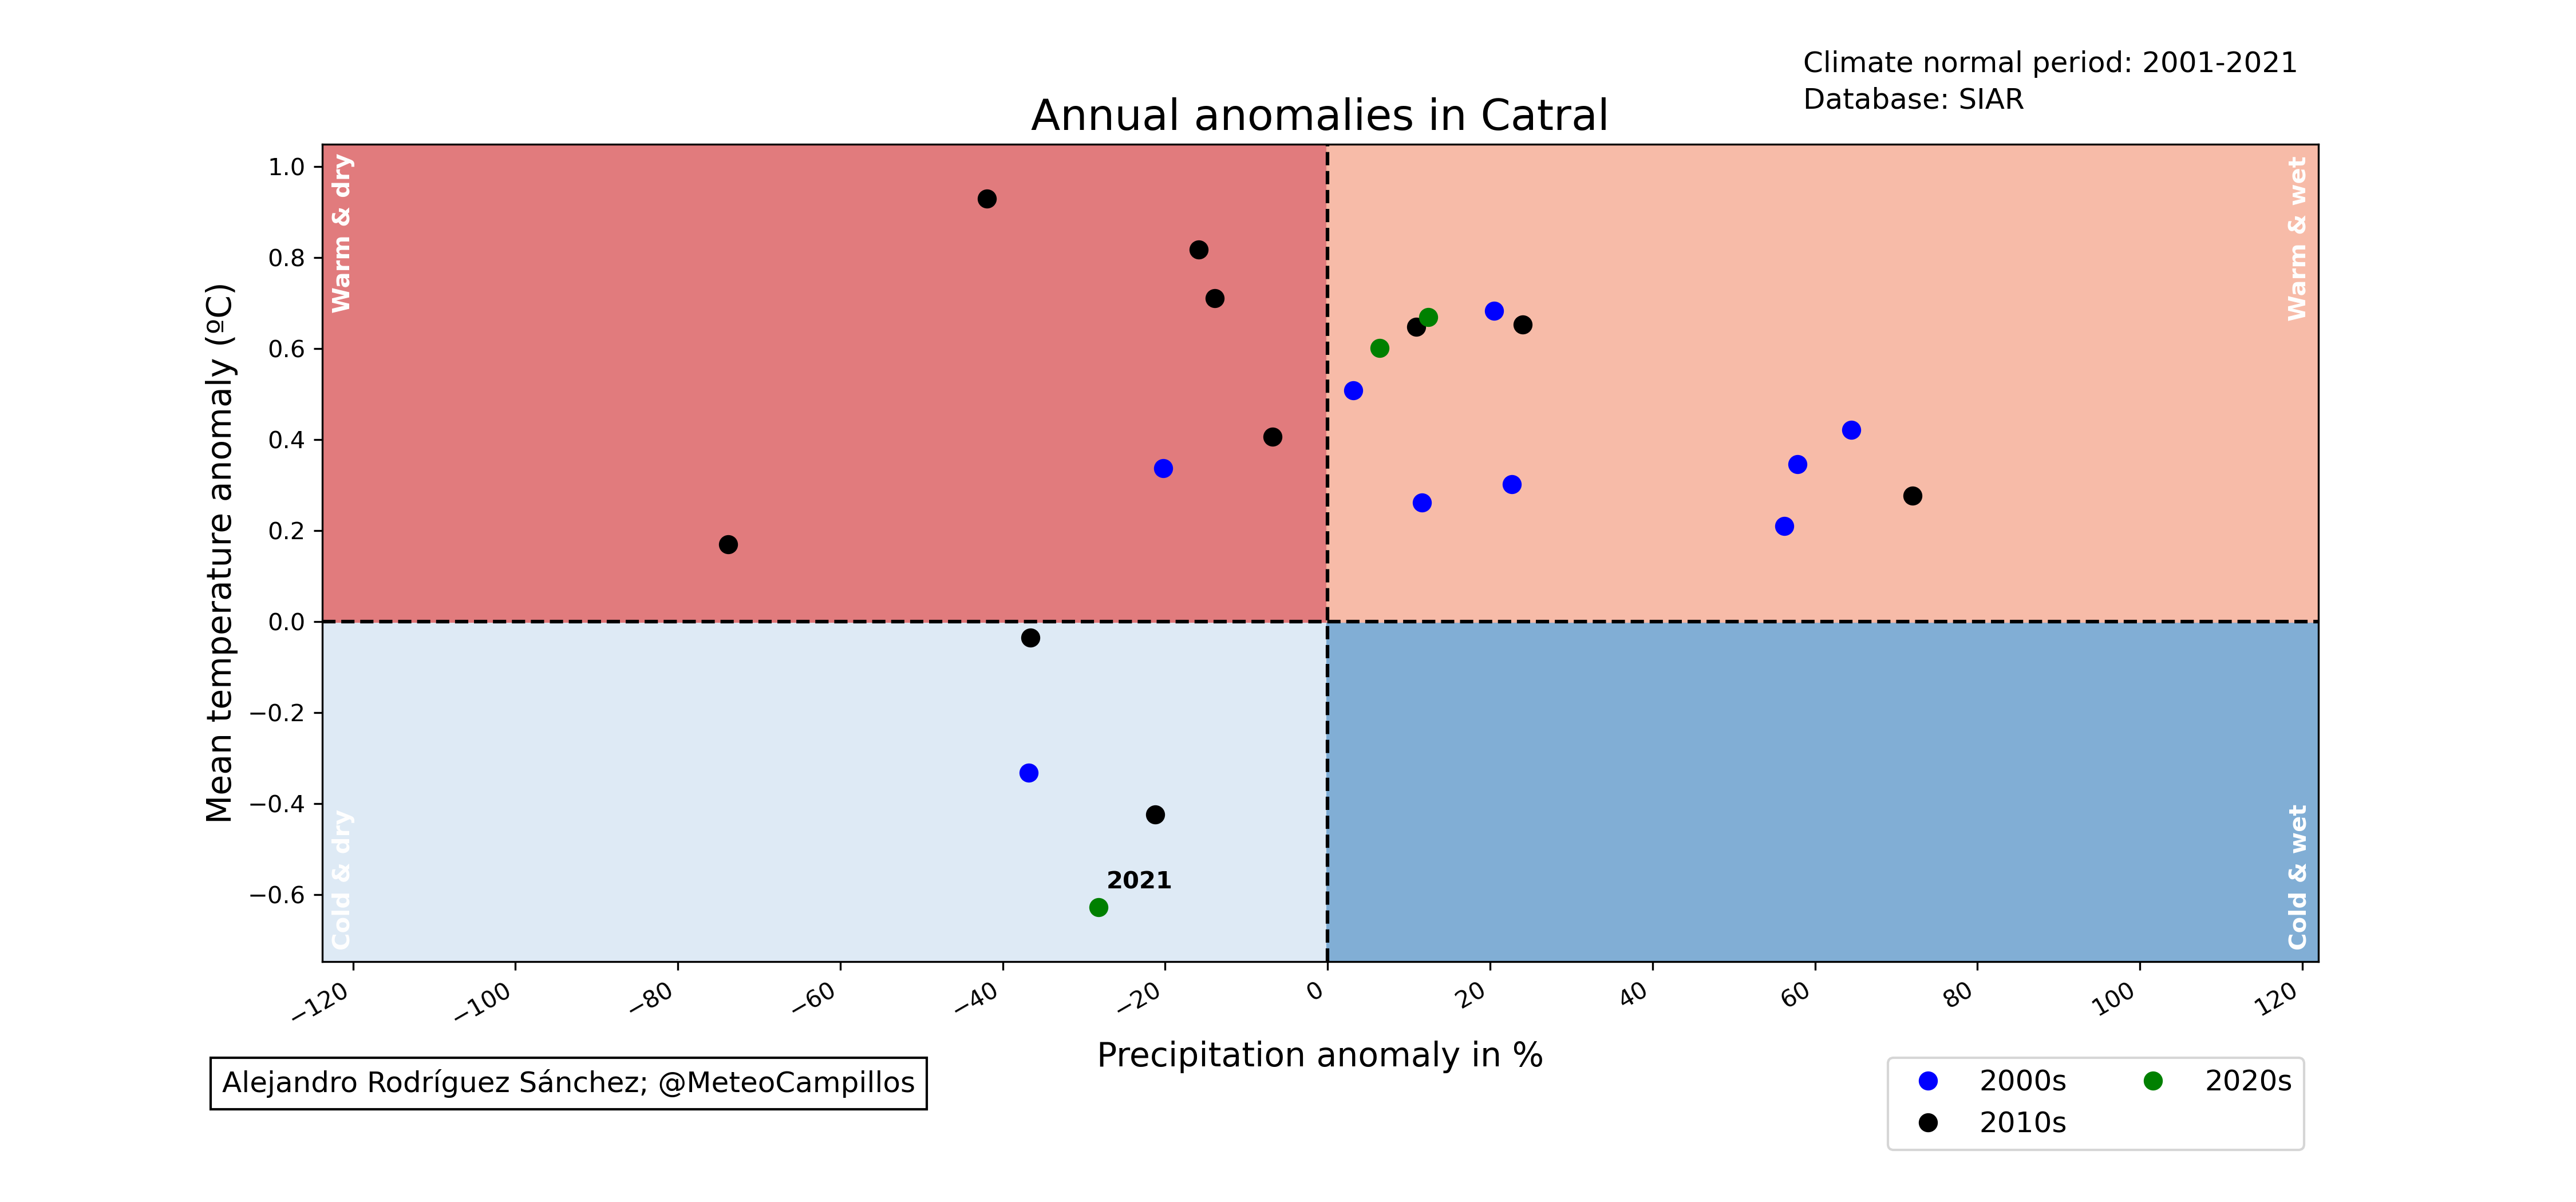 Climate normal period: 2001-2021
Database: SIAR
Annual anomalies in Catral
Warm & dry
Warm & wet
Mean temperature anomaly (ºC)
1.0
0.8
0.6
0.4
0.2
0.0
−0.2
−0.4
−0.6
2021
Cold & dry
Cold & wet
−120
−100
−80
−60
−40
−20
0
20
40
60
80
100
120
Precipitation anomaly in %
Alejandro Rodríguez Sánchez; @MeteoCampillos
2000s
2010s
2020s